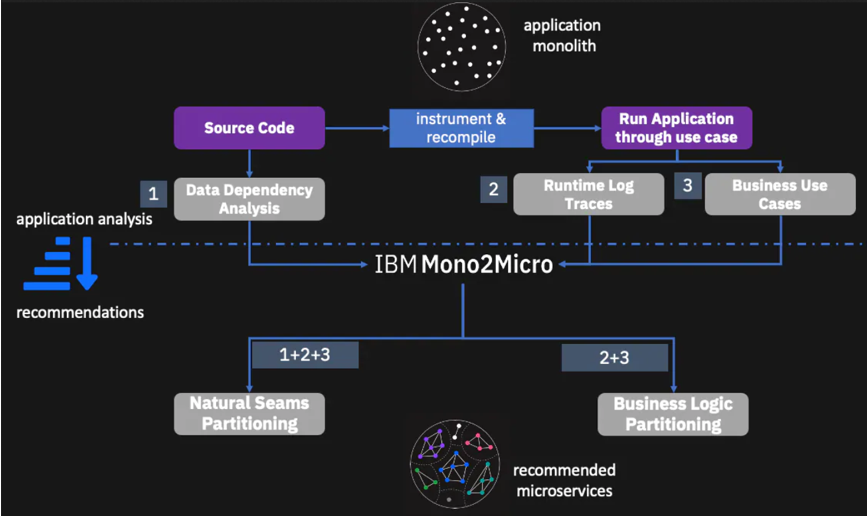 application
monolith
Source Code
instrument &
recompile
Run Application
through use case
1
Data Dependency
Analysis
2
Runtime Log
Traces
3
Business Use
Cases
application analysis
IBM Mono2Micro
recommendations
1+2+3
2+3
Natural Seams
Partitioning
Business Logic
Partitioning
recommended
microservices